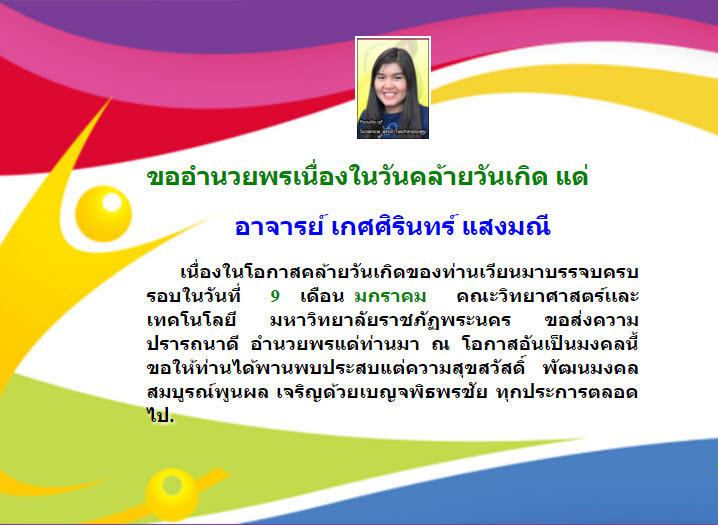 Faculty of
Science and Technology
ขออำนวยพรเนื่องในวันคล้ายวันเกิด แด่
อาจารย์ เกศศิรินทร์ แสงมณี
เนื่องในโอกาสคล้ายวันเกิดของท่านเวียนมาบรรจบครบ
รอบในวันที่ 9 เดือน มกราคม คณะวิทยาศาสตร์และ
เทคโนโลยี มหาวิทยาลัยราชภัฏพระนคร ขอส่งความ
ปรารถนาดี อำนวยพรแด่ท่านมา ณ โอกาสอันเป็นมงคลนี้
ขอให้ท่านได้พานพบประสบแต่ความสุขสวัสดิ์ พัฒนมงคล
สมบูรณ์พูนผล เจริญด้วยเบญจพิธพรชัย ทุกประการตลอด
ไป.